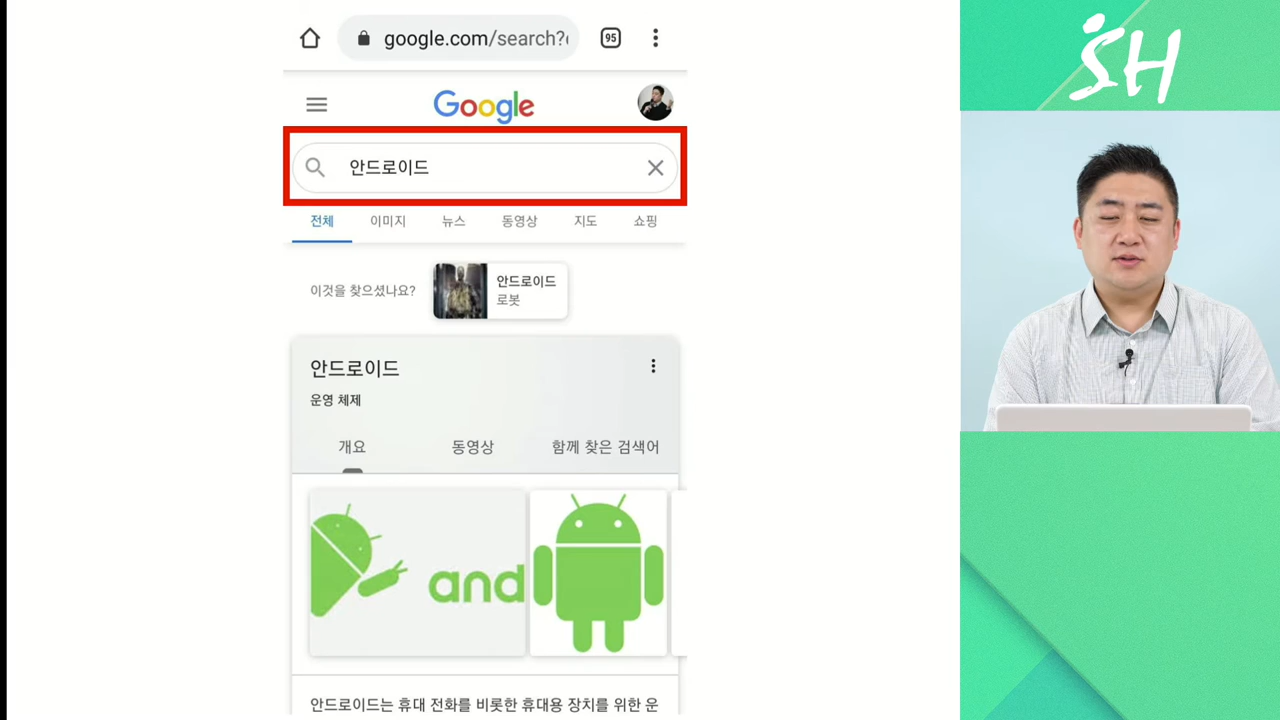 google.com/search?
95
Google
안드로이드
전체 이미지 뉴스 동영상 지도 쇼핑
이것을 찾으셨나요?
안드로이드
로봇
안드로이드
운영 체제
개요 동영상 함께 찾은 검색어
and
안드로이드는 휴대 전화를 비롯한 휴대용 장치를 위한 운
SH